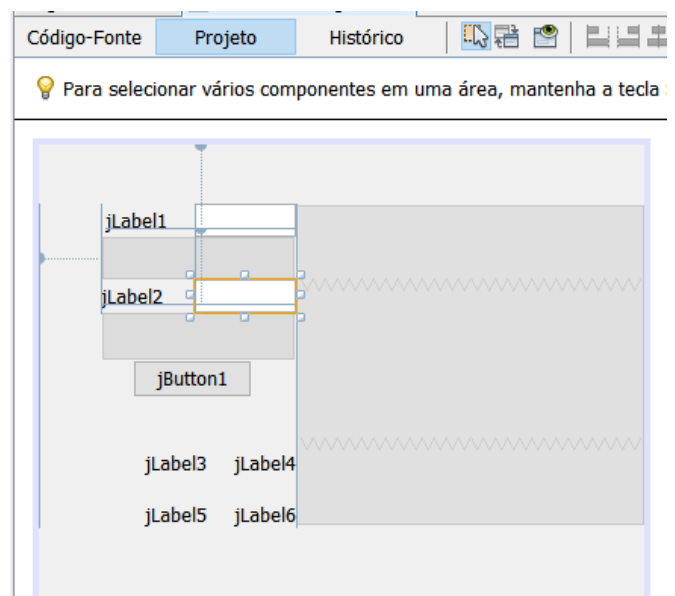 Código-Fonte Projeto Histórico
Para selecionar vários componentes em uma área, mantenha a tecla
jLabel1
jLabel2
jButton1
jLabel3 jLabel4
jLabel5 jLabel6